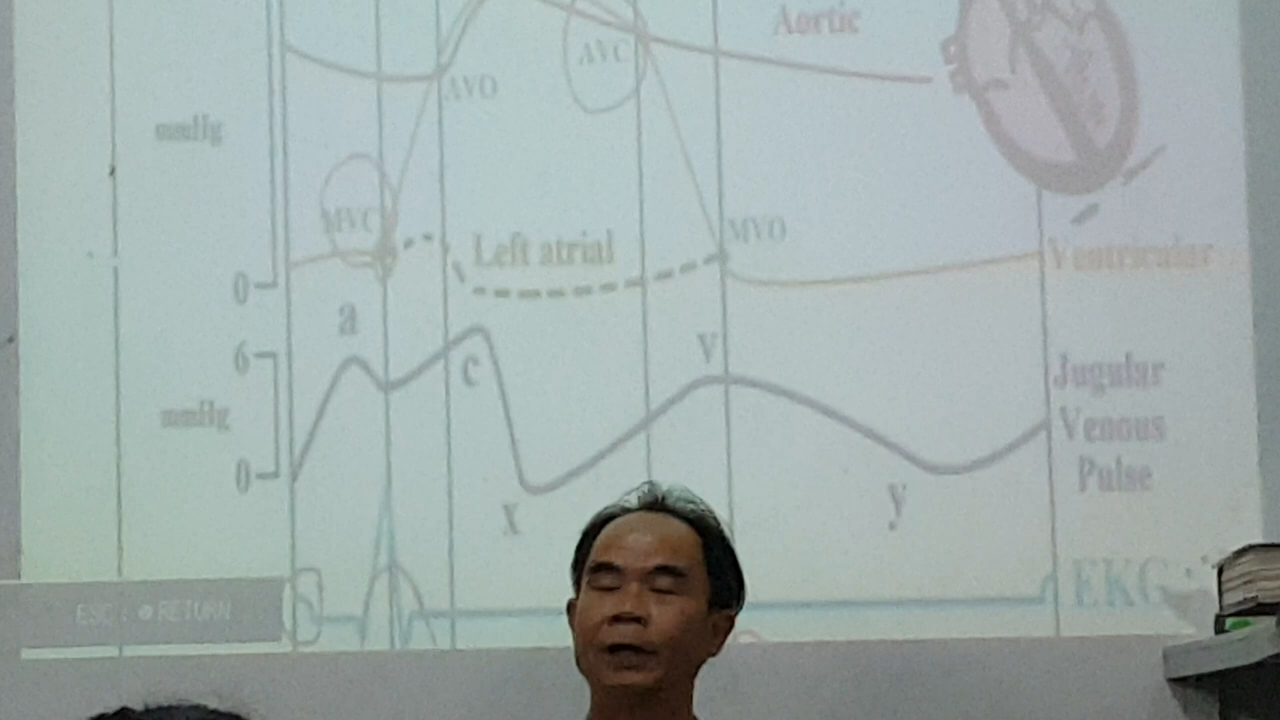 Aortic
AVC
AVO
mmHg
MVC
MVO
Left atrial
Ventricular
0
a
6
v
c
Jugular
Venous
Pulse
mmHg
0
x
y
EKG
ESC : RETURN